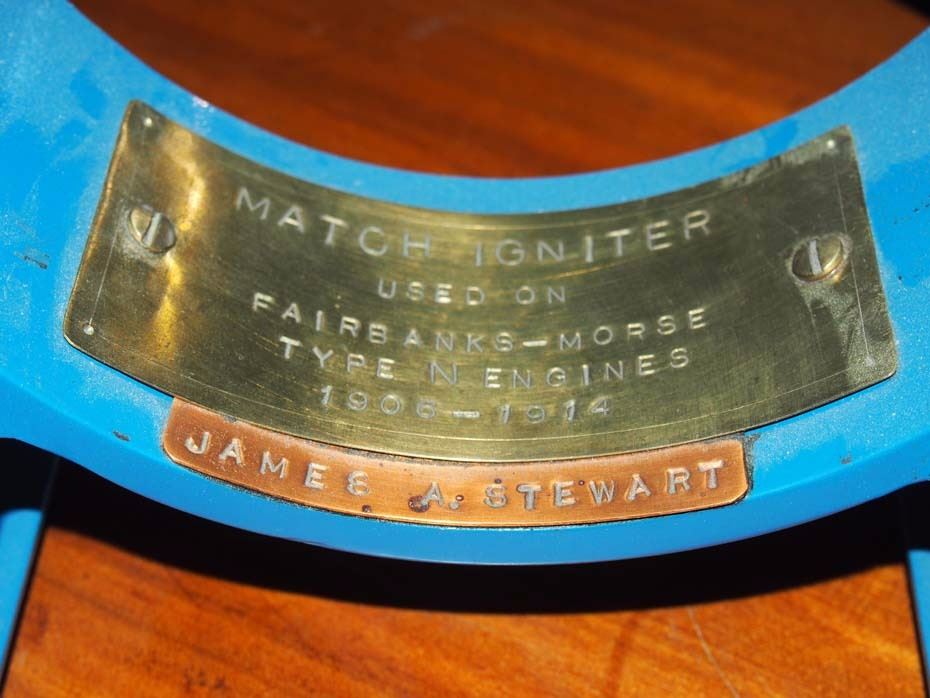 MATCH IGNITER
USED ON
FAIRBANKS-MORSE
TYPE N ENGINES
1906-1914
JAMES A. STEWART